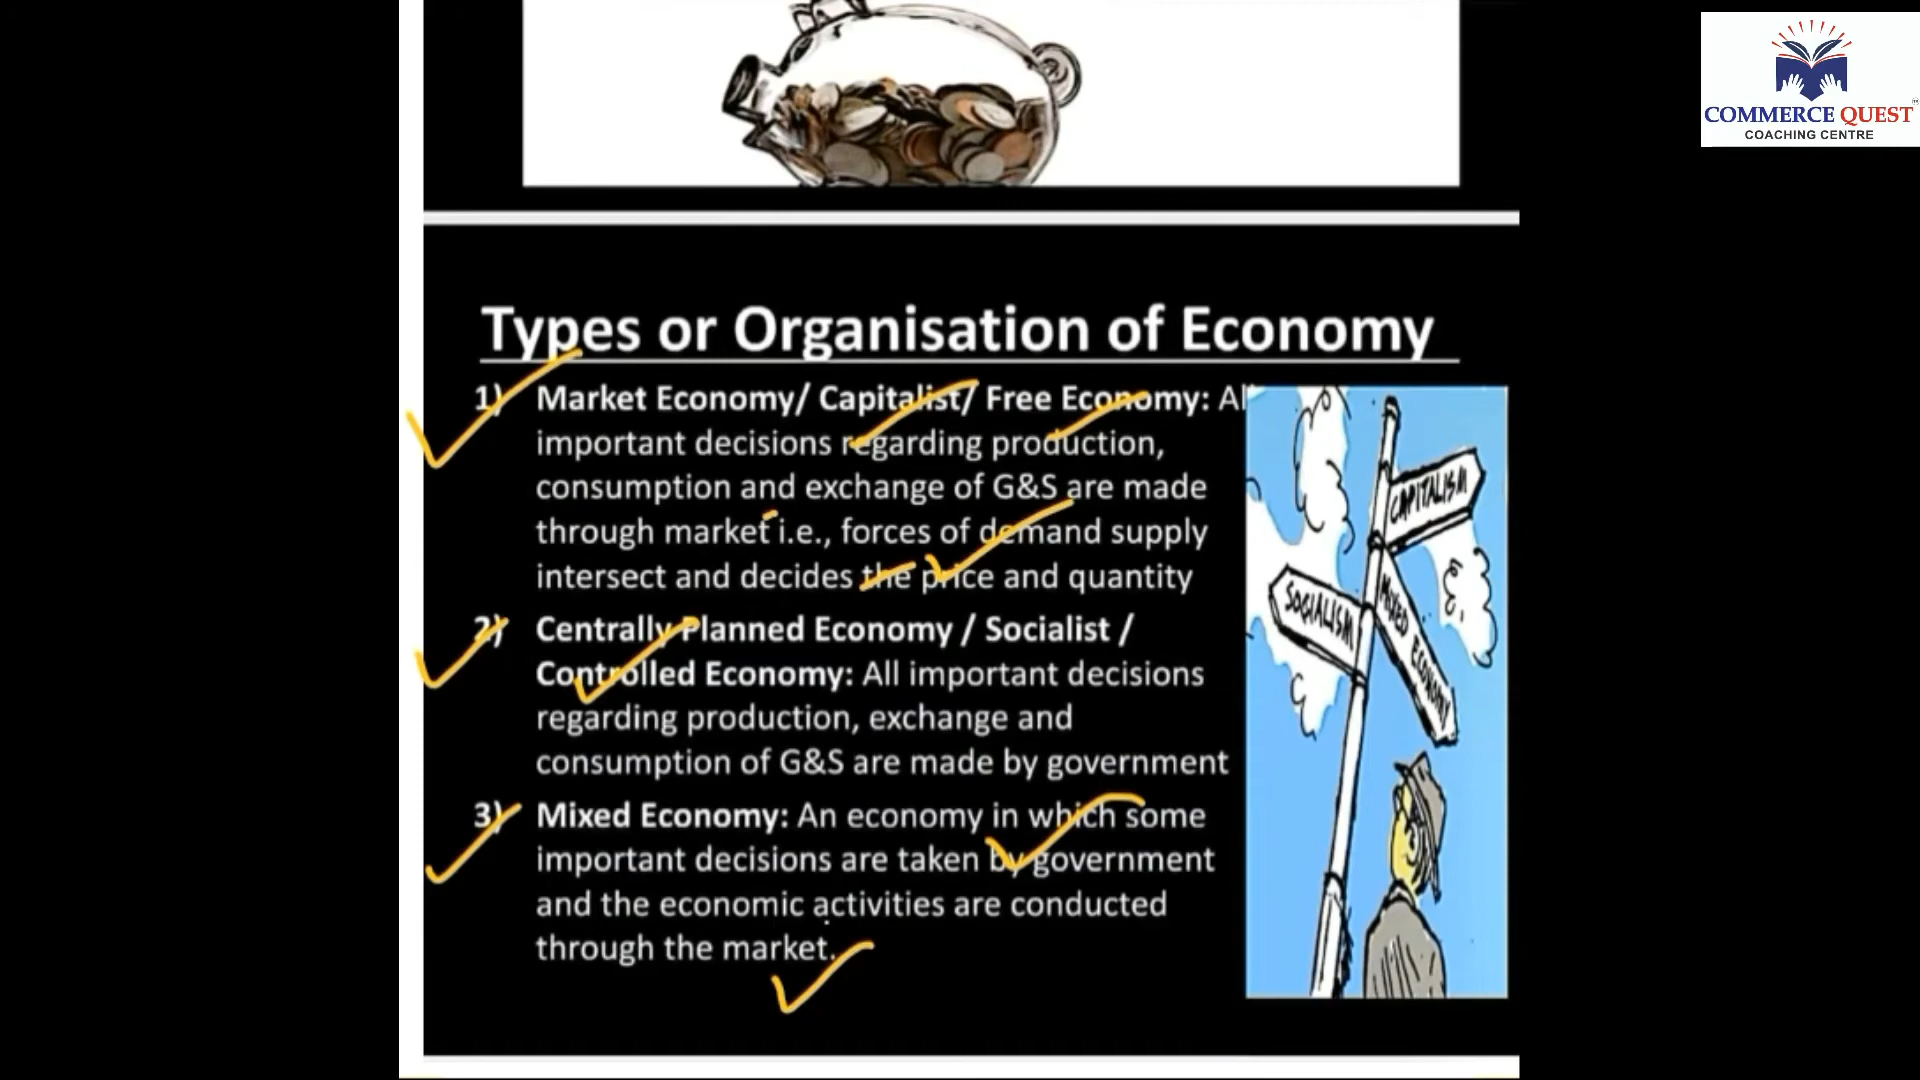 COMMERCE QUEST
COACHING CENTRE
Types or Organisation of Economy
1) Market Economy/ Capitalist/ Free Economy: All
important decisions regarding production,
consumption and exchange of G&S are made
through market i.e., forces of demand supply
intersect and decides the price and quantity
2) Centrally Planned Economy / Socialist /
Controlled Economy: All important decisions
regarding production, exchange and
consumption of G&S are made by government
3) Mixed Economy: An economy in which some
important decisions are taken by government
and the economic activities are conducted
through the market.
CAPITALISM
SOCIALISM
MIXED ECONOMY